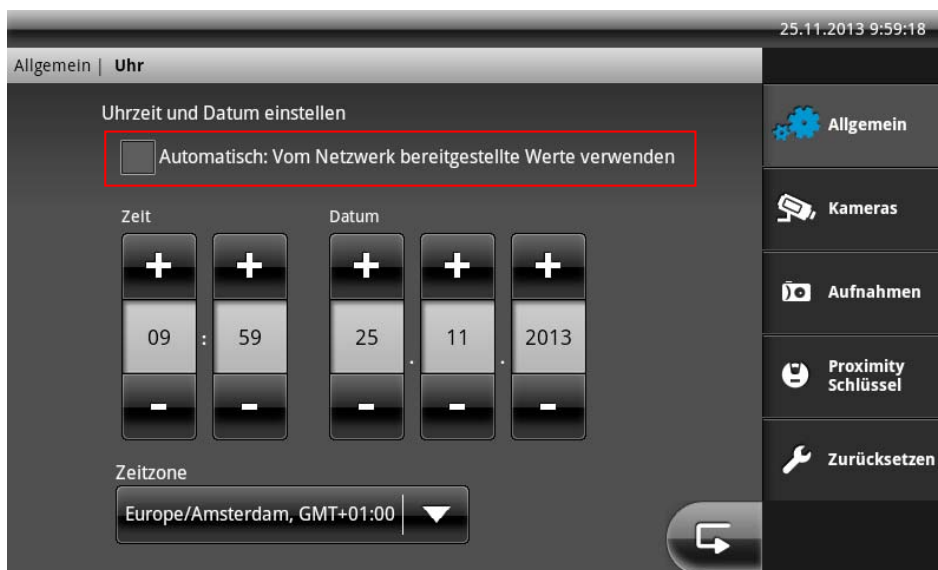 25.11.2013 9:59:18
Allgemein | Uhr
Uhrzeit und Datum einstellen
Automatisch: Vom Netzwerk bereitgestellte Werte verwenden
Zeit
Datum
+ + + + +
09 : 59 25 . 11 . 2013
- - - - -
Zeitzone
Europe/Amsterdam, GMT+01:00
Allgemein
Kameras
Aufnahmen
Proximity
Schlüssel
Zurücksetzen